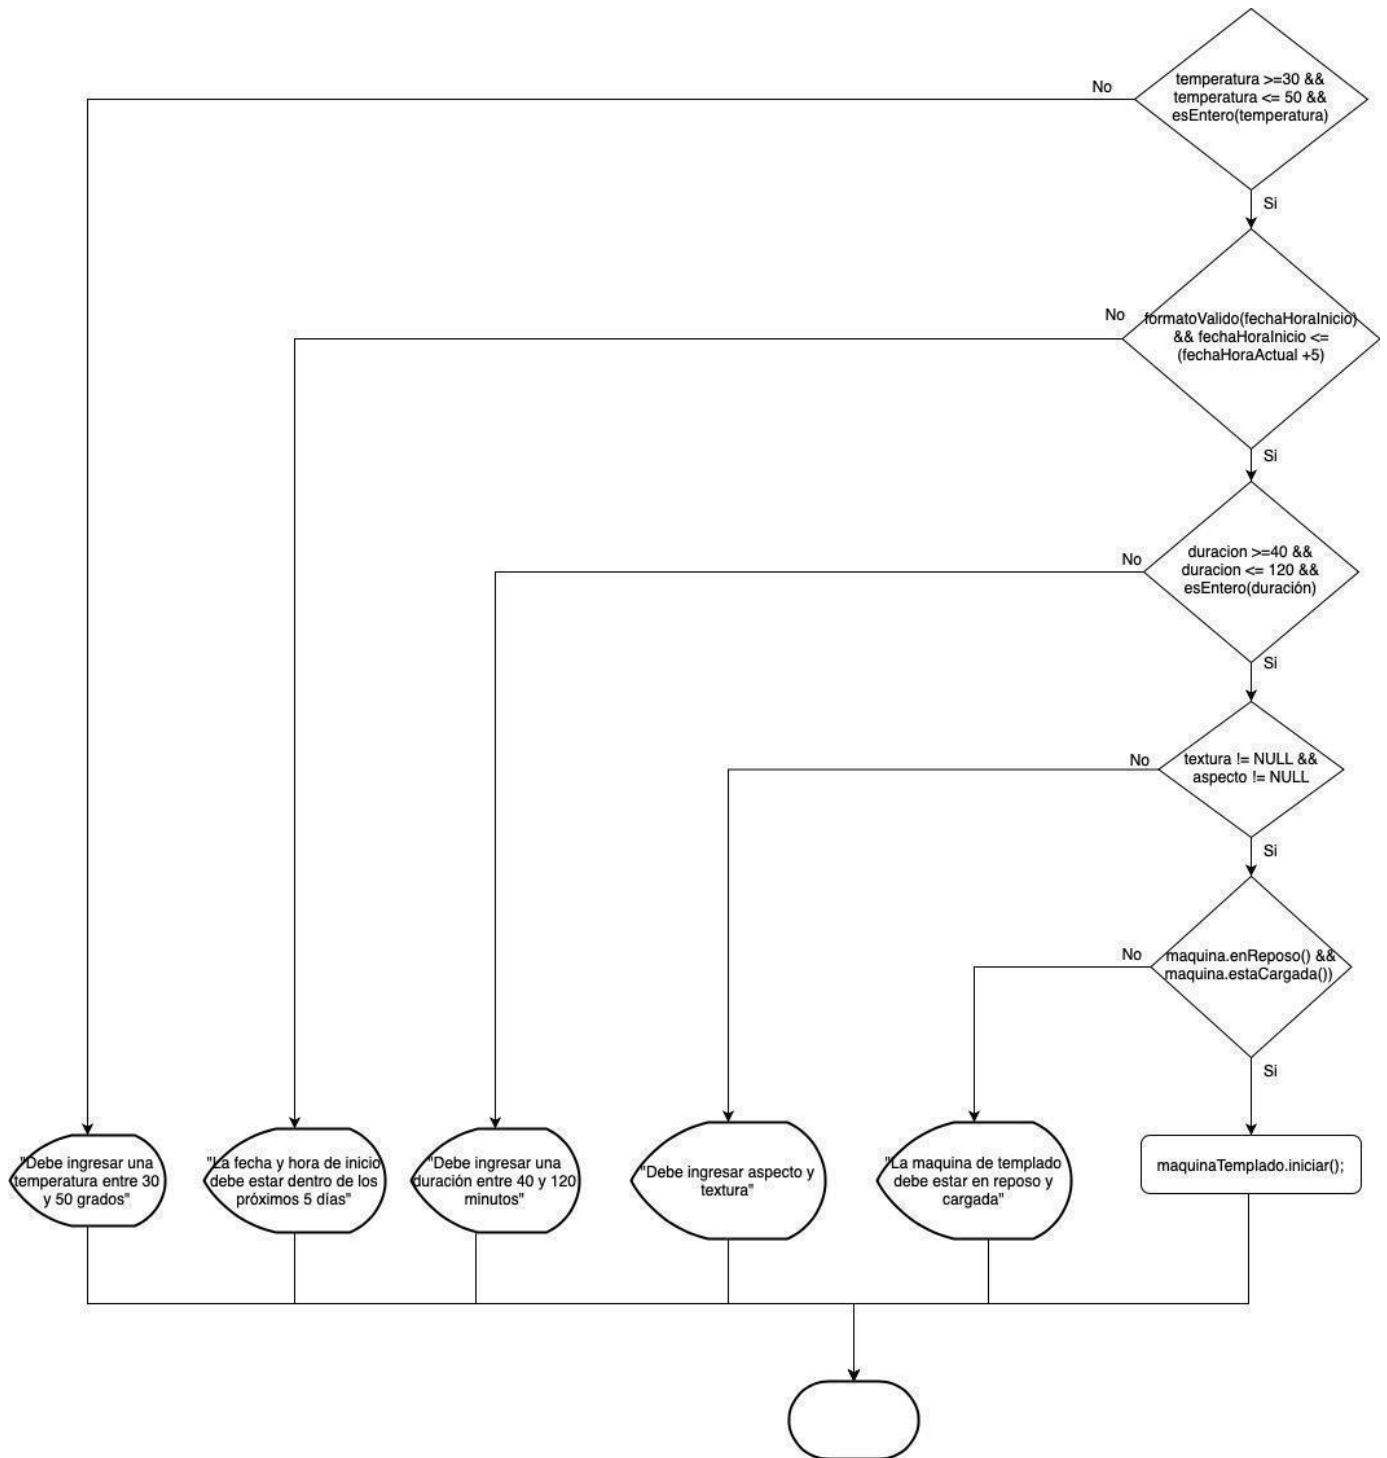 temperatura >=30 &&
temperatura <= 50 &&
esEntero(temperatura)
No
Si
formatoValido(fechaHoraInicio)
&& fechaHoraInicio <=
(fechaHoraActual +5)
No
Si
duracion >=40 &&
duracion <= 120 &&
esEntero(duración)
No
Si
textura != NULL &&
aspecto != NULL
No
Si
maquina.enReposo() &&
maquina.estaCargada())
No
Si
"Debe ingresar una
temperatura entre 30
y 50 grados"
"La fecha y hora de inicio
debe estar dentro de los
próximos 5 días"
"Debe ingresar una
duración entre 40 y 120
minutos"
"Debe ingresar aspecto y
textura"
"La maquina de templado
debe estar en reposo y
cargada"
maquinaTemplado.iniciar();